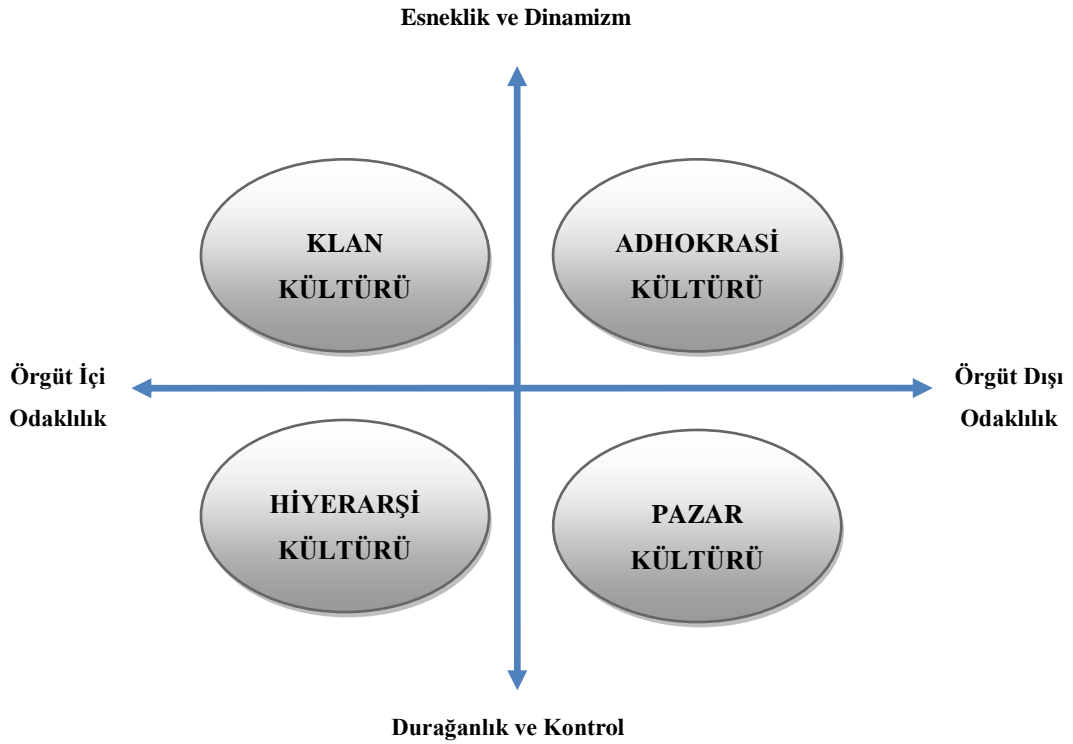 Esneklik ve Dinamizm
KLAN
KÜLTÜRÜ
ADHOKRASİ
KÜLTÜRÜ
Örgüt İçi
Odaklılık
Örgüt Dışı
Odaklılık
HİYERARŞİ
KÜLTÜRÜ
PAZAR
KÜLTÜRÜ
Durağanlık ve Kontrol